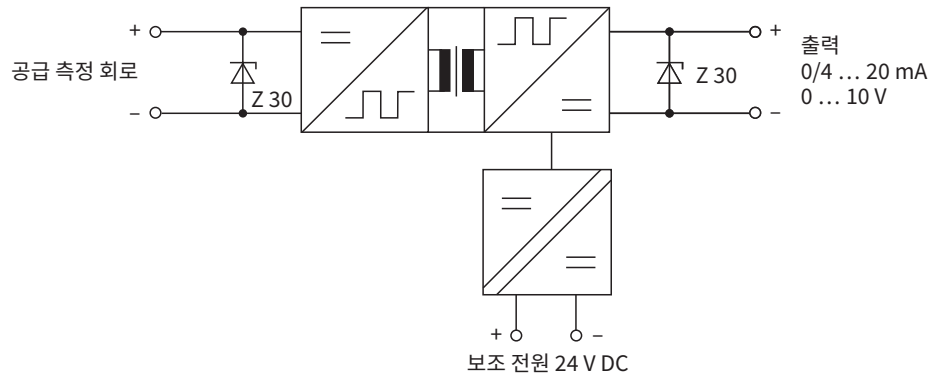 +
공급 측정 회로
–
Z 30
Z 30
+
출력
0/4 … 20 mA
0 … 10 V
–
+
–
보조 전원 24 V DC